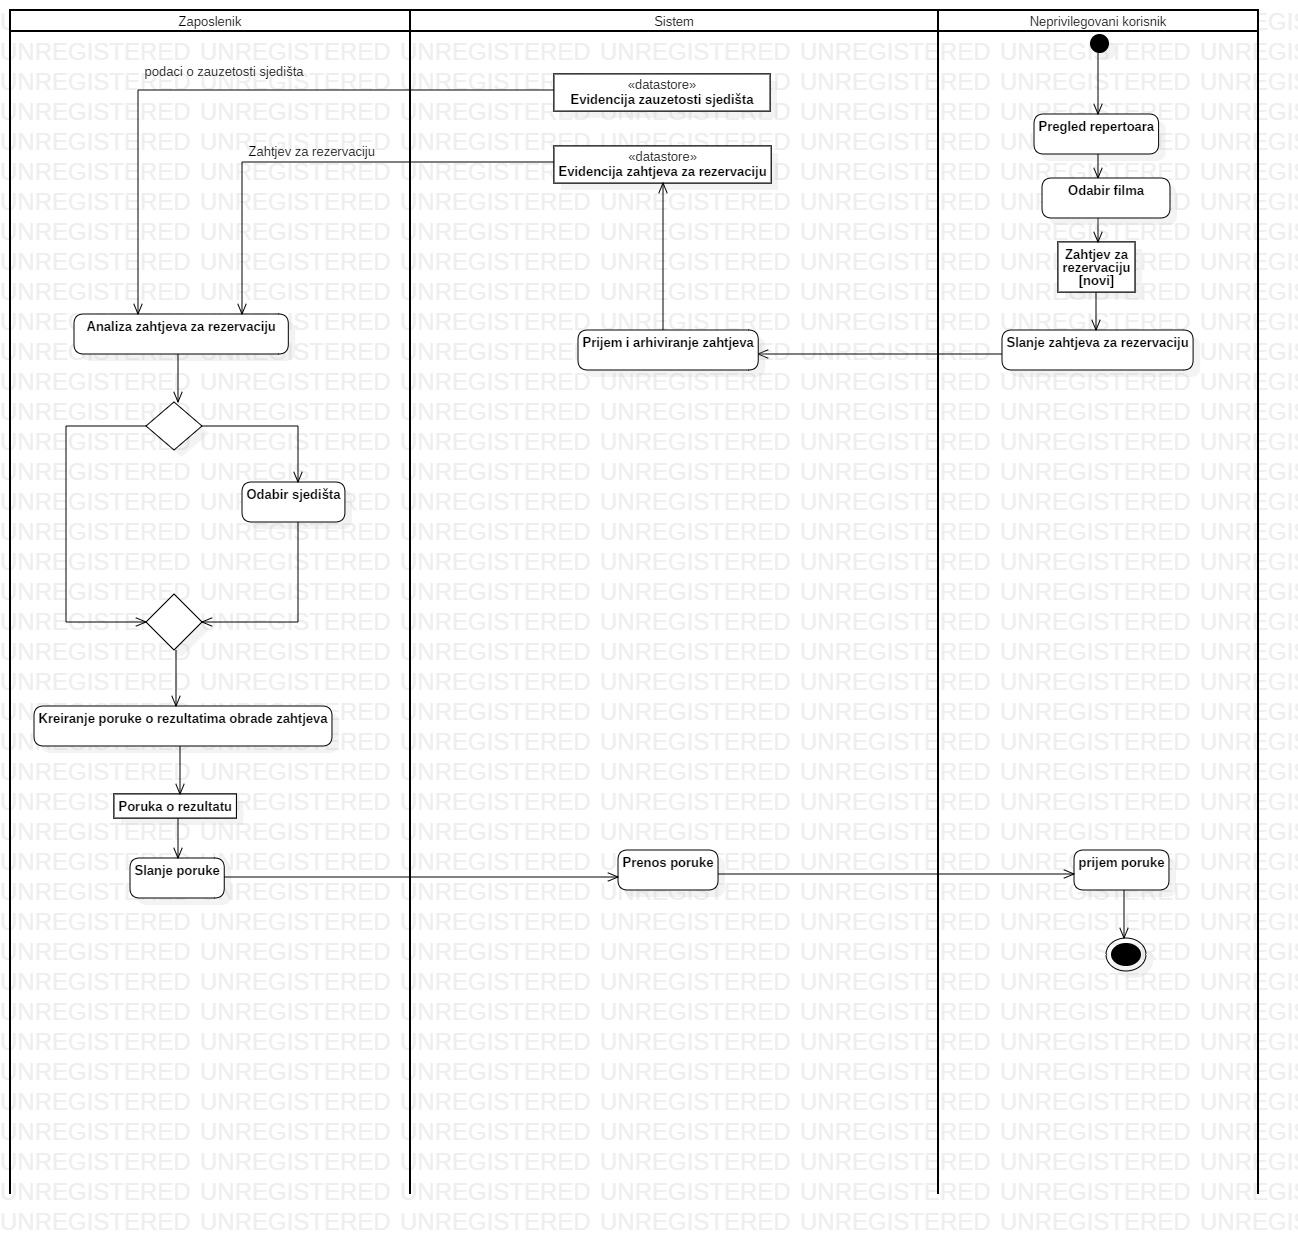 Zaposlenik
Sistem
Neprivilegovani korisnik
podaci o zauzetosti sjedišta
«datastore»
Evidencija zauzetosti sjedišta
Zahtjev za rezervaciju
«datastore»
Evidencija zahtjeva za rezervaciju
Pregled repertoara
Odabir filma
Zahtjev za
rezervaciju
[novi]
Analiza zahtjeva za rezervaciju
Prijem i arhiviranje zahtjeva
Slanje zahtjeva za rezervaciju
Odabir sjedišta
Kreiranje poruke o rezultatima obrade zahtjeva
Poruka o rezultatu
Slanje poruke
Prenos poruke
prijem poruke
UNREGISTERED